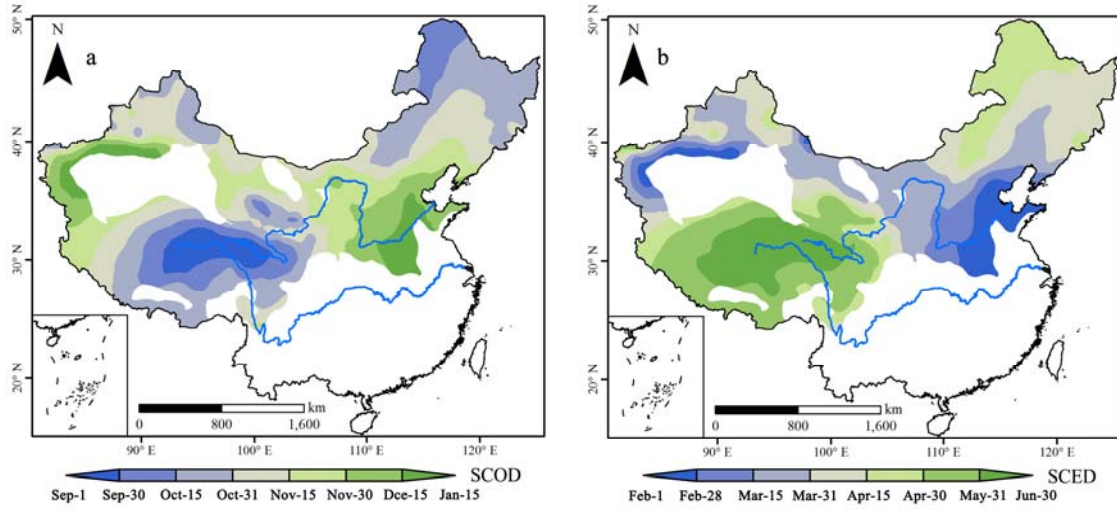 N
a
50° N
40° N
30° N
20° N
km
0 800 1,600
90° E 100° E 110° E 120° E
SCOD
Sep-1 Sep-30 Oct-15 Oct-31 Nov-15 Nov-30 Dce-15 Jan-15
N
b
50° N
40° N
30° N
20° N
km
0 800 1,600
90° E 100° E 110° E 120° E
SCED
Feb-1 Feb-28 Mar-15 Mar-31 Apr-15 Apr-30 May-31 Jun-30